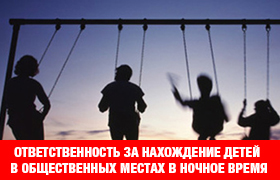 ОТВЕТСТВЕННОСТЬ ЗА НАХОЖДЕНИЕ ДЕТЕЙ
В ОБЩЕСТВЕННЫХ МЕСТАХ В НОЧНОЕ ВРЕМЯ